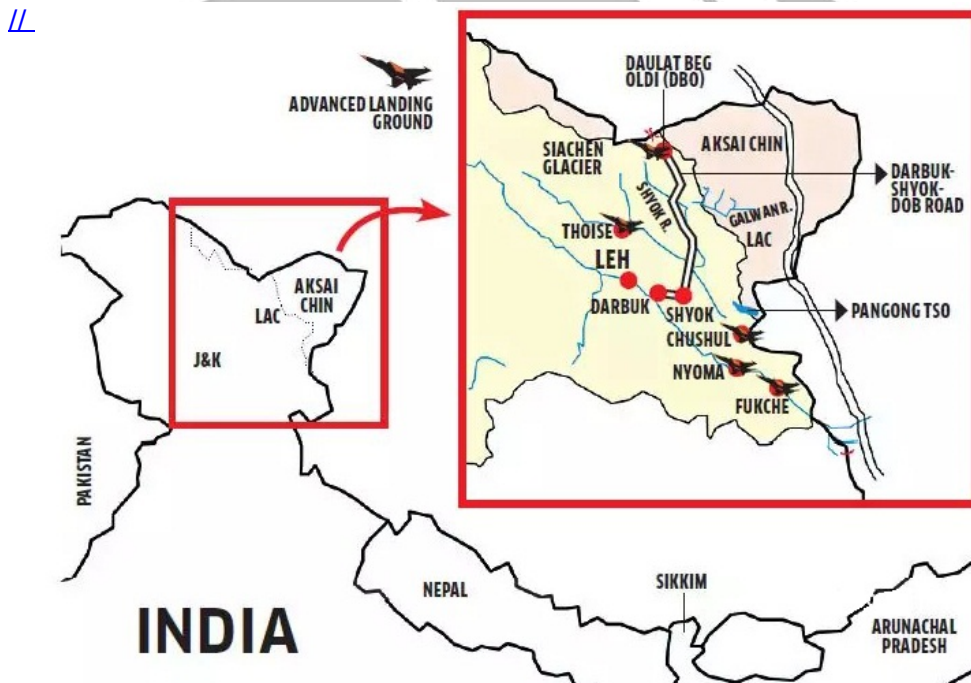 //
ADVANCED LANDING
GROUND
DAULAT BEG
OLDI (DBO)
AKSAI CHIN
SIACHEN
GLACIER
DARBUK-
SHYOK-
DOB ROAD
SHYOK R.
GALWAN R.
LAC
THOISE
LEH
DARBUK
SHYOK
PANGONG TSO
CHUSHUL
NYOMA
FUKCHE
AKSAI
CHIN
LAC
J&K
PAKISTAN
NEPAL
SIKKIM
ARUNACHAL
PRADESH
INDIA